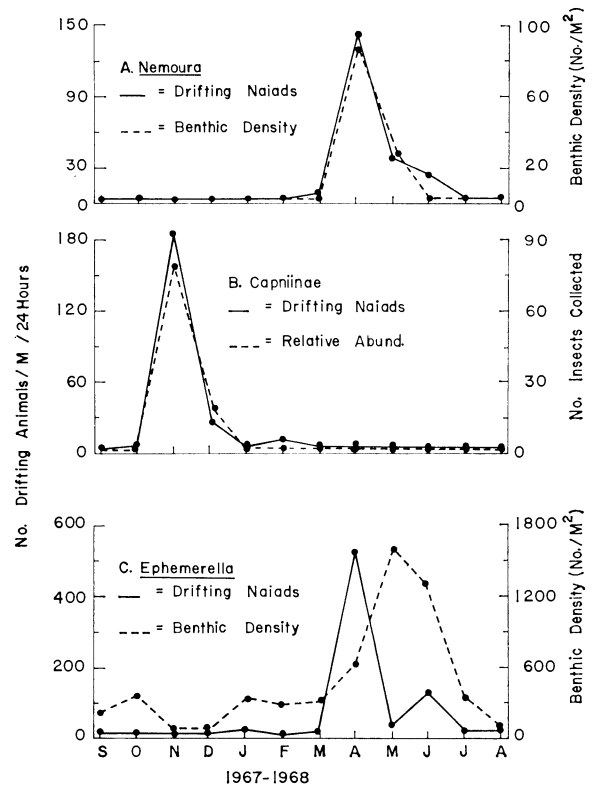 150
90
30
0
A. Nemoura
= Drifting Naiads
= Benthic Density
100
60
20
0
Benthic Density (No./M²)
180
120
60
0
B. Capniinae
= Drifting Naiads
= Relative Abund.
90
60
30
0
No. Insects Collected
No. Drifting Animals / M / 24 Hours
600
400
200
0
C. Ephemerella
= Drifting Naiads
= Benthic Density
1800
1200
600
0
Benthic Density (No./M²)
S O N D J F M A M J J A
1967-1968